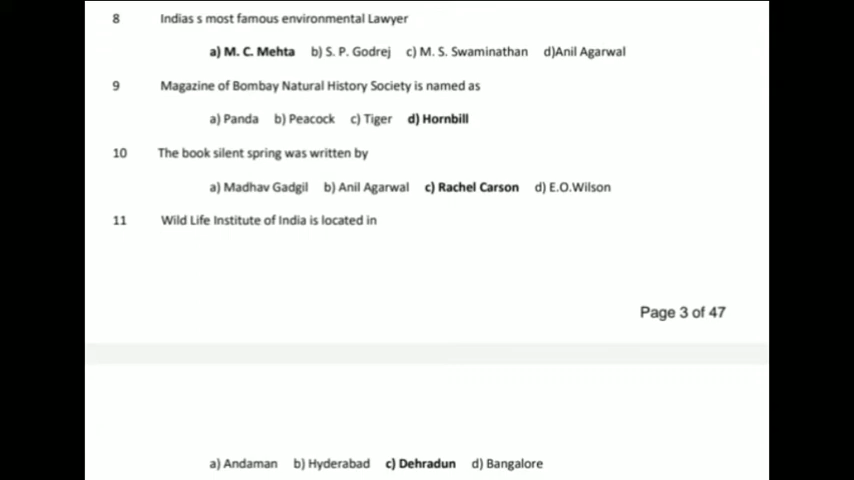 8 Indias s most famous environmental Lawyer
a) M. C. Mehta b) S. P. Godrej c) M. S. Swaminathan d)Anil Agarwal
9 Magazine of Bombay Natural History Society is named as
a) Panda b) Peacock c) Tiger d) Hornbill
10 The book silent spring was written by
a) Madhav Gadgil b) Anil Agarwal c) Rachel Carson d) E.O.Wilson
11 Wild Life Institute of India is located in
Page 3 of 47
a) Andaman b) Hyderabad c) Dehradun d) Bangalore